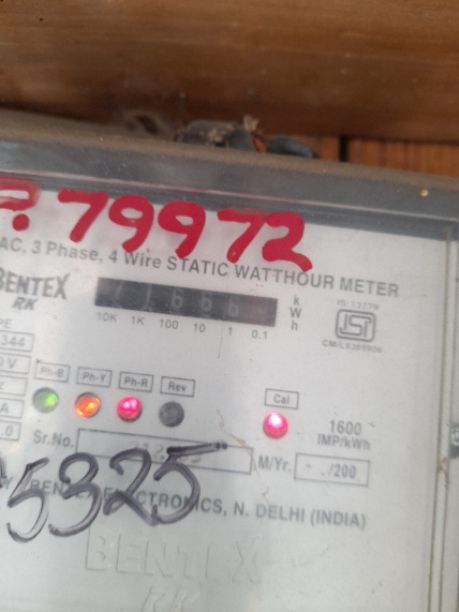 P. 79972
AC, 3 Phase, 4 Wire STATIC WATTHOUR METER
BENTEX
RK
kWh
10K 1K 100 10 1 0.1
IS:13779
ISI
344
Ph-B Ph-Y Ph-R Rev
Cal
1600
IMP/kWh
Sr.No.
M/Yr. /200
5325
N. DELHI (INDIA)
BENTEX
RK